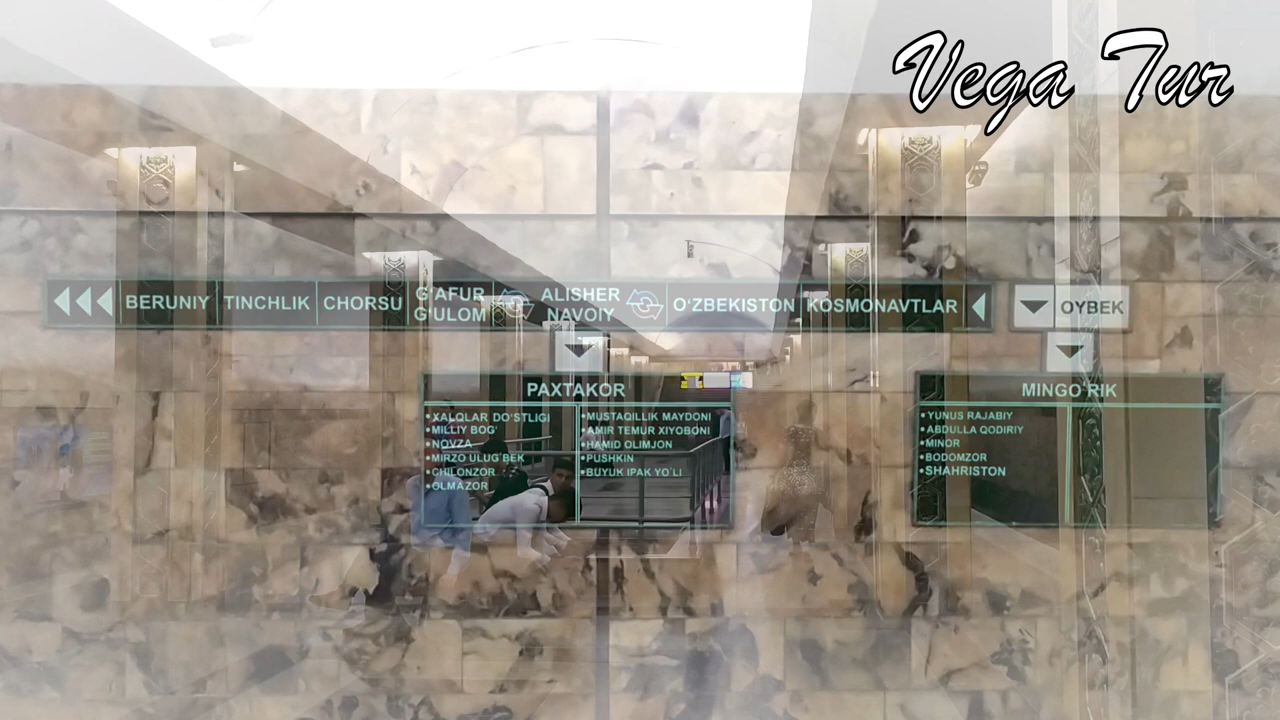 Vega Tur
BERUNIY TINCHLIK CHORSU G‘AFUR G‘ULOM ALISHER NAVOIY O‘ZBEKISTON KOSMONAVTLAR OYBEK
PAXTAKOR
•XALQLAR DO‘STLIGI
•MILLIY BOG‘
•NOVZA
•MIRZO ULUG‘BEK
•CHILONZOR
•OLMAZOR
•MUSTAQILLIK MAYDONI
•AMIR TEMUR XIYOBONI
•HAMID OLIMJON
•PUSHKIN
•BUYUK IPAK YO‘LI
MINGO‘RIK
•YUNUS RAJABIY
•ABDULLA QODIRIY
•MINOR
•BODOMZOR
•SHAHRISTON